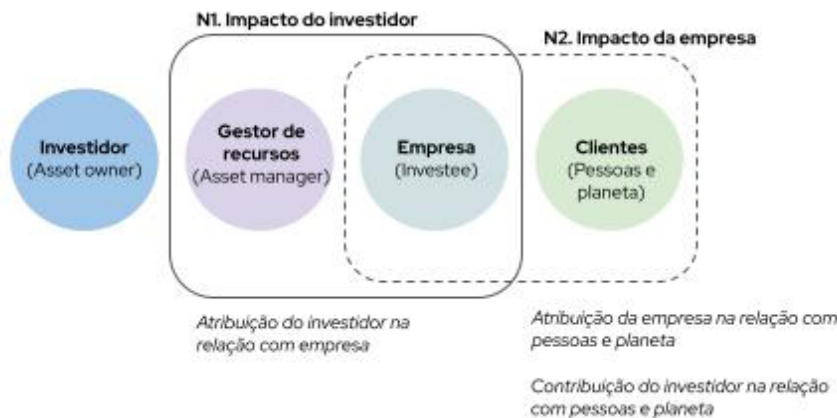 N1. Impacto do investidor
N2. Impacto da empresa
Investidor
(Asset owner)
Gestor de
recursos
(Asset manager)
Empresa
(Investee)
Clientes
(Pessoas e
planeta)
Atribuição do investidor na
relação com empresa
Atribuição da empresa na relação com
pessoas e planeta
Contribuição do investidor na relação
com pessoas e planeta